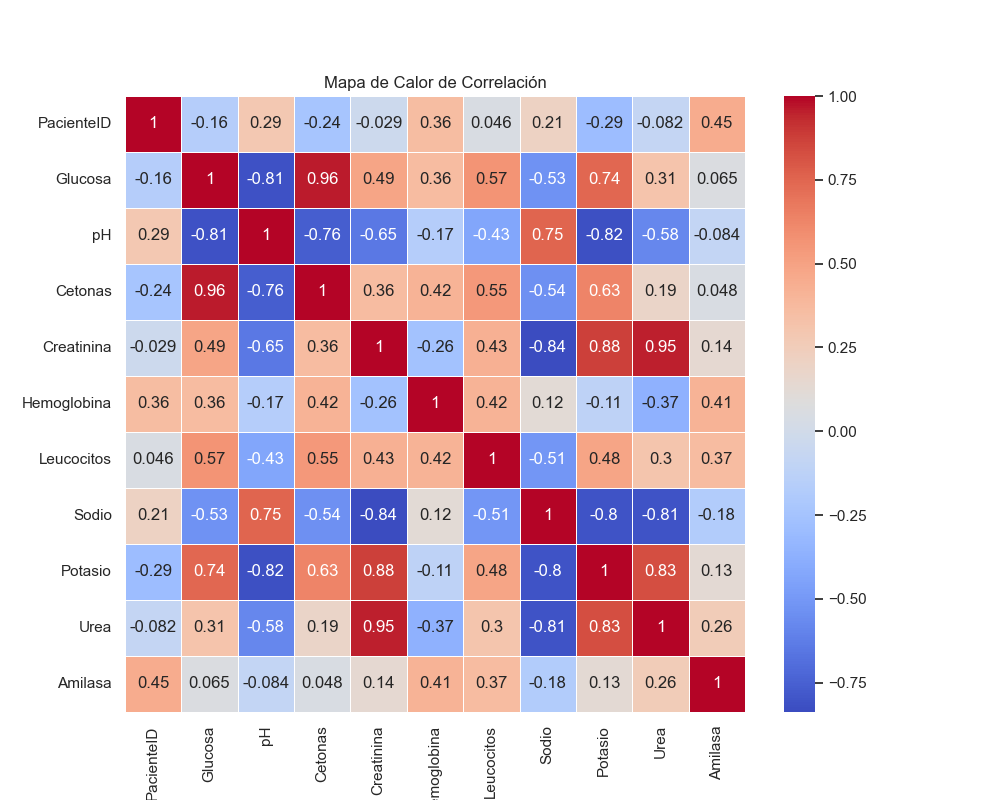 Mapa de Calor de Correlación
PacienteID 1 -0.16 0.29 -0.24 -0.029 0.36 0.046 0.21 -0.29 -0.082 0.45
Glucosa -0.16 1 -0.81 0.96 0.49 0.36 0.57 -0.53 0.74 0.31 0.065
pH 0.29 -0.81 1 -0.76 -0.65 -0.17 -0.43 0.75 -0.82 -0.58 -0.084
Cetonas -0.24 0.96 -0.76 1 0.36 0.42 0.55 -0.54 0.63 0.19 0.048
Creatinina -0.029 0.49 -0.65 0.36 1 -0.26 0.43 -0.84 0.88 0.95 0.14
Hemoglobina 0.36 0.36 -0.17 0.42 -0.26 1 0.42 0.12 -0.11 -0.37 0.41
Leucocitos 0.046 0.57 -0.43 0.55 0.43 0.42 1 -0.51 0.48 0.3 0.37
Sodio 0.21 -0.53 0.75 -0.54 -0.84 0.12 -0.51 1 -0.8 -0.81 -0.18
Potasio -0.29 0.74 -0.82 0.63 0.88 -0.11 0.48 -0.8 1 0.83 0.13
Urea -0.082 0.31 -0.58 0.19 0.95 -0.37 0.3 -0.81 0.83 1 0.26
Amilasa 0.45 0.065 -0.084 0.048 0.14 0.41 0.37 -0.18 0.13 0.26 1
PacienteID
Glucosa
pH
Cetonas
Creatinina
emoglobina
Leucocitos
Sodio
Potasio
Urea
Amilasa
1.00
0.75
0.50
0.25
0.00
−0.25
−0.50
−0.75